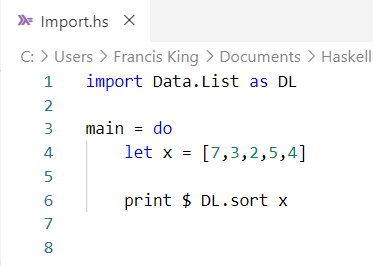 Import.hs ×
C: > Users > Francis King > Documents > Haskell
1 import Data.List as DL
2
3 main = do
4     let x = [7,3,2,5,4]
5
6     print $ DL.sort x
7
8